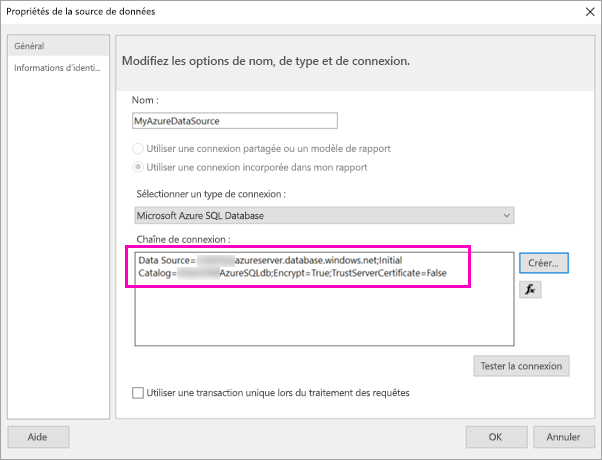 Propriétés de la source de données
Général
Informations d'identi...
Modifiez les options de nom, de type et de connexion.
Nom :
MyAzureDataSource
Utiliser une connexion partagée ou un modèle de rapport
Utiliser une connexion incorporée dans mon rapport
Sélectionner un type de connexion :
Microsoft Azure SQL Database
Chaîne de connexion :
Data Source= azureserver.database.windows.net;Initial
Catalog= AzureSQLdb;Encrypt=True;TrustServerCertificate=False
Créer...
fx
Tester la connexion
Utiliser une transaction unique lors du traitement des requêtes
Aide
OK
Annuler